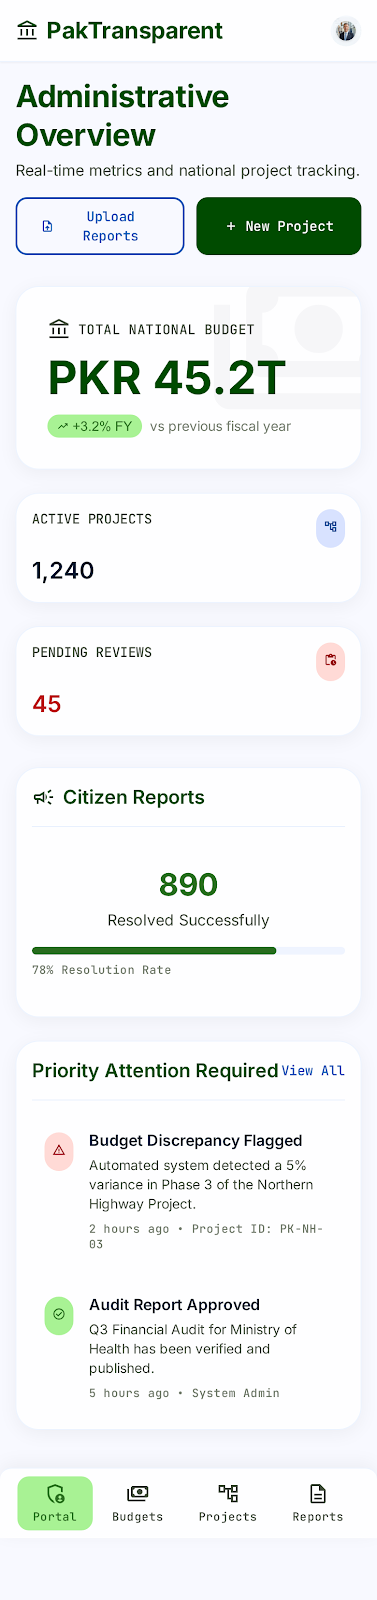 PakTransparent
Administrative
Overview
Real-time metrics and national project tracking.
Upload
Reports
+ New Project
TOTAL NATIONAL BUDGET
PKR 45.2T
+3.2% FY vs previous fiscal year
ACTIVE PROJECTS
1,240
PENDING REVIEWS
45
Citizen Reports
890
Resolved Successfully
78% Resolution Rate
Priority Attention Required View All
Budget Discrepancy Flagged
Automated system detected a 5%
variance in Phase 3 of the Northern
Highway Project.
2 hours ago • Project ID: PK-NH-
03
Audit Report Approved
Q3 Financial Audit for Ministry of
Health has been verified and
published.
5 hours ago • System Admin
Portal Budgets Projects Reports